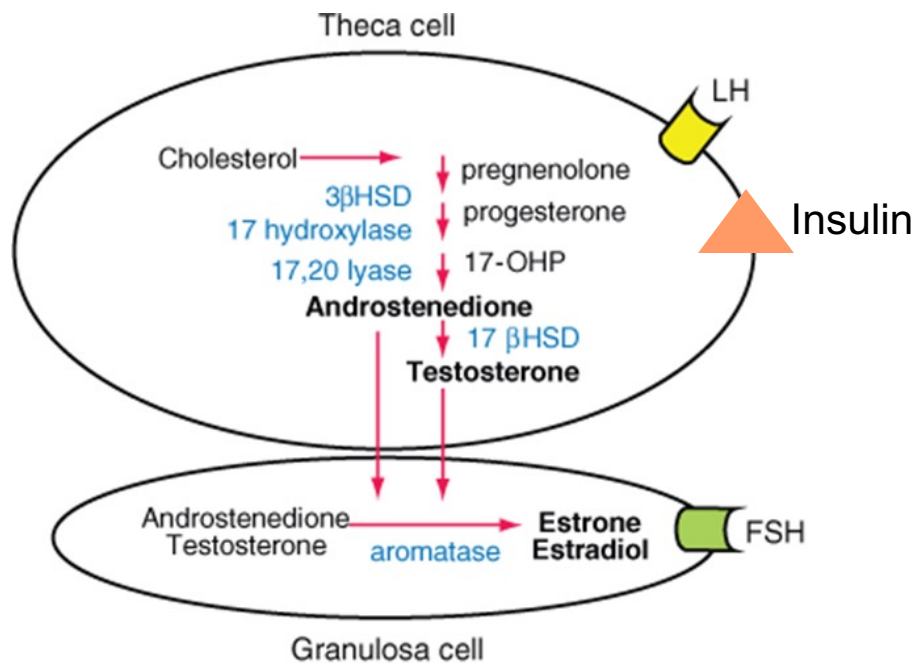 Theca cell
LH
Cholesterol
pregnenolone
3βHSD
progesterone
Insulin
17 hydroxylase
17,20 lyase
17-OHP
Androstenedione
17 βHSD
Testosterone
Androstenedione
Testosterone
aromatase
Estrone
Estradiol
FSH
Granulosa cell